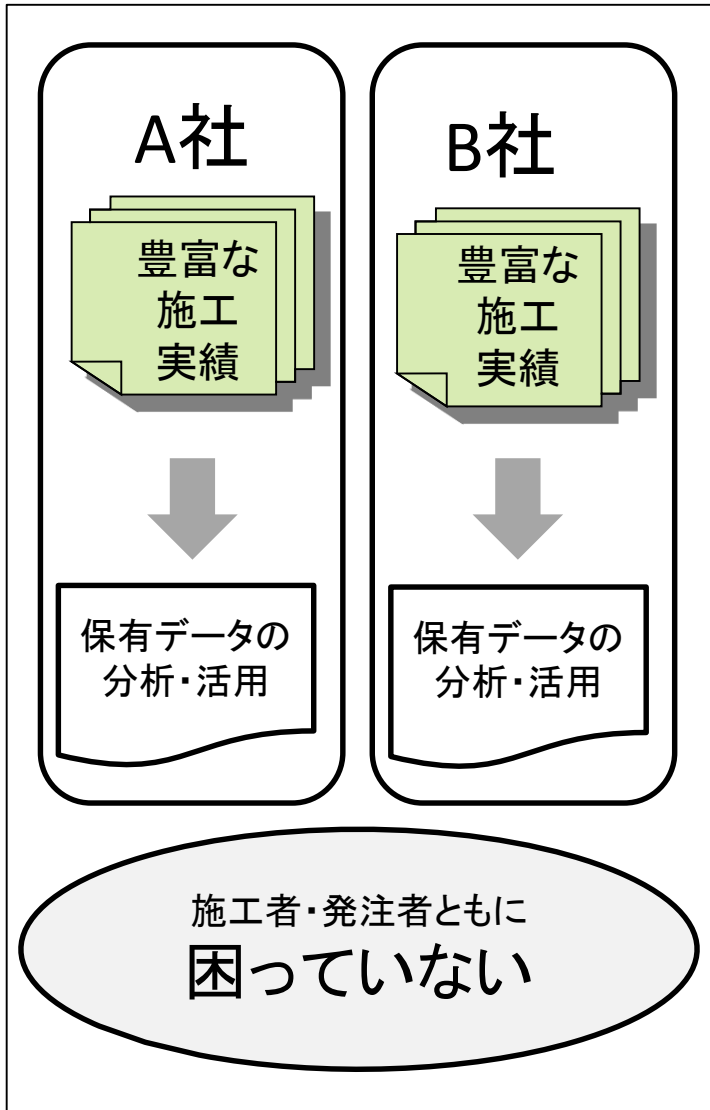 A社
豊富な
施工
実績
保有データの
分析・活用
B社
豊富な
施工
実績
保有データの
分析・活用
施工者・発注者ともに
困っていない